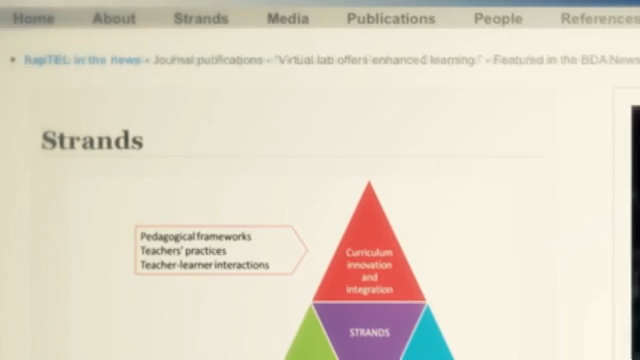 Home About Strands Media Publications People References
• hapTEL in the news - Journal publications - "Virtual lab offers enhanced learning." - Featured in the BDA News
Strands
Pedagogical frameworks
Teachers' practices
Teacher-learner interactions
Curriculum
innovation
and
integration
STRANDS